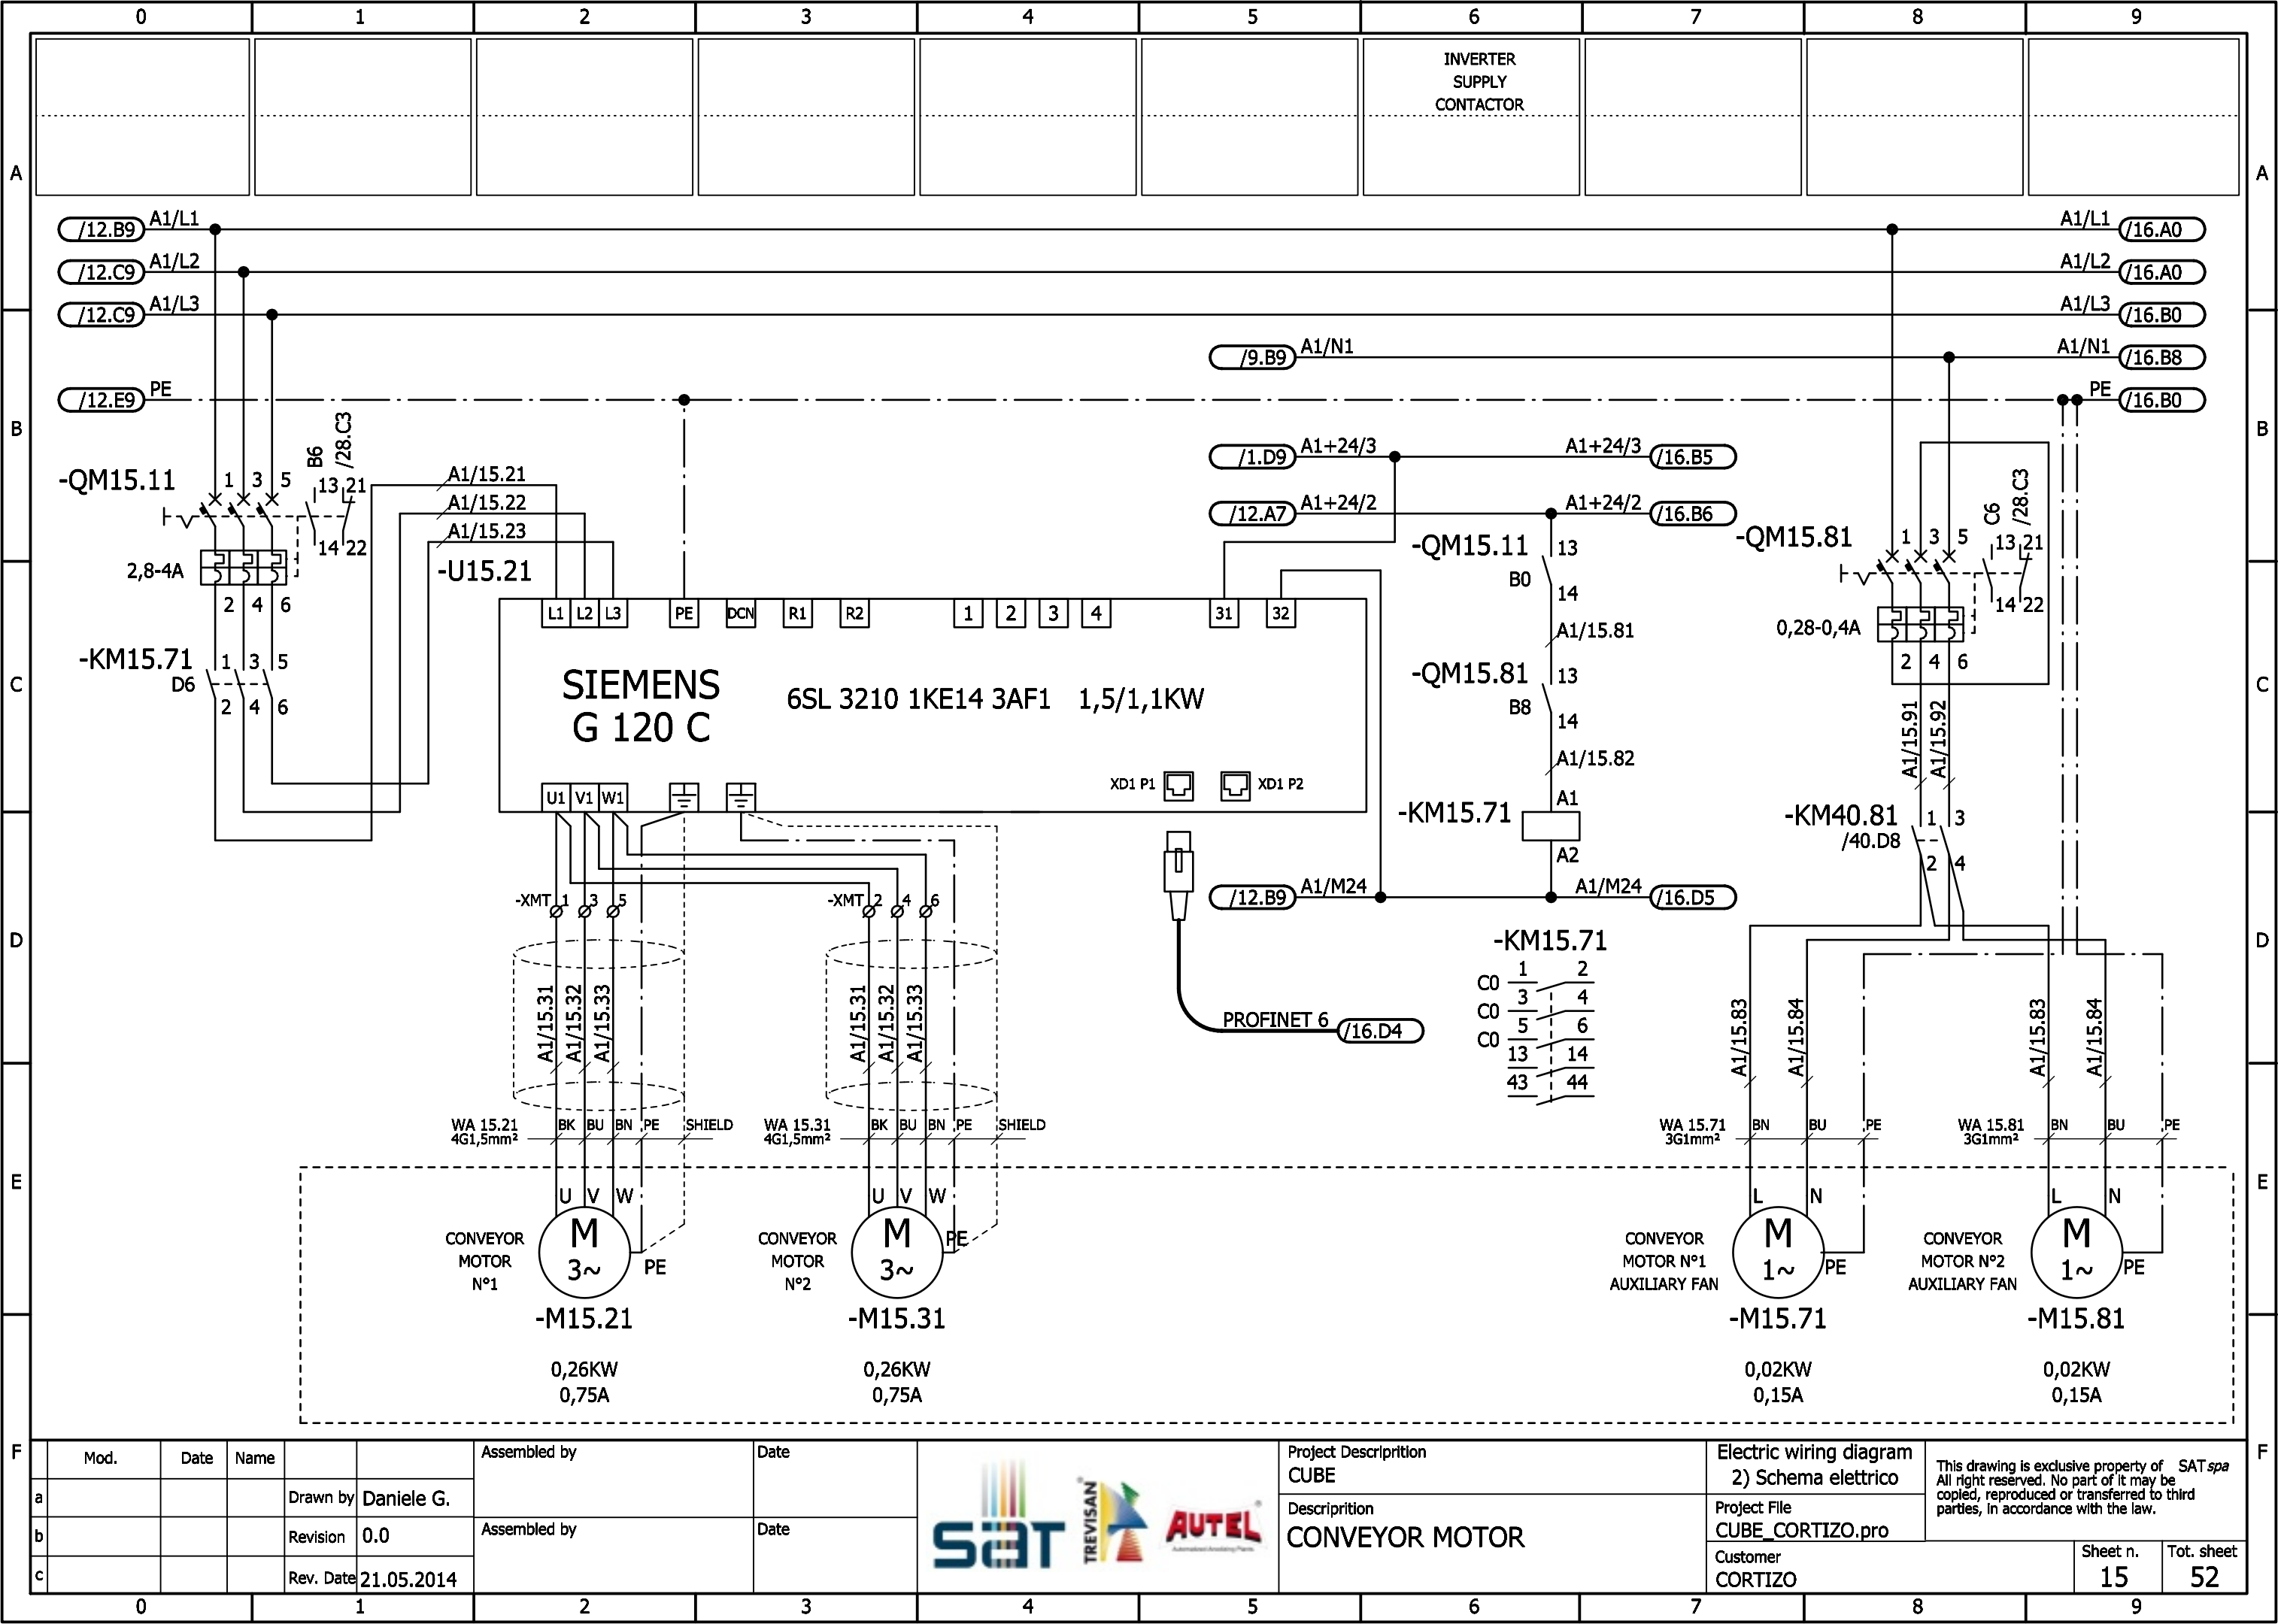 0 1 2 3 4 5 6 7 8 9
INVERTER
SUPPLY
CONTACTOR
A A
/12.B9 A1/L1 A1/L1 /16.A0
/12.C9 A1/L2 A1/L2 /16.A0
/12.C9 A1/L3 A1/L3 /16.B0
/9.B9 A1/N1 A1/N1 /16.B8
/12.E9 PE PE /16.B0
B B
B6 /28.C3
-QM15.11 1 3 5 13 21
14 22
2,8-4A
2 4 6
-KM15.71 1 3 5
D6
2 4 6
A1/15.21
A1/15.22
A1/15.23
-U15.21
L1 L2 L3 PE DCN R1 R2 1 2 3 4 31 32
SIEMENS
G 120 C
6SL 3210 1KE14 3AF1 1,5/1,1KW
XD1 P1 XD1 P2
U1 V1 W1
/1.D9 A1+24/3 A1+24/3 /16.B5
/12.A7 A1+24/2 A1+24/2 /16.B6
-QM15.11 13
B0
14
A1/15.81
-QM15.81 13
B8
14
A1/15.82
A1
-KM15.71
A2
/12.B9 A1/M24 A1/M24 /16.D5
C6 /28.C3
-QM15.81 1 3 5 13 21
14 22
0,28-0,4A
2 4 6
C C
A1/15.91 A1/15.92
-KM40.81 1 3
/40.D8
2 4
-XMT 1 3 5
-XMT 2 4 6
D D
-KM15.71
1 2
C0
3 4
C0
5 6
C0
13 14
43 44
PROFINET 6 /16.D4
A1/15.31 A1/15.32 A1/15.33
A1/15.31 A1/15.32 A1/15.33
A1/15.83 A1/15.84
A1/15.83 A1/15.84
WA 15.21 BK BU BN PE SHIELD
4G1,5mm²
WA 15.31 BK BU BN PE SHIELD
4G1,5mm²
WA 15.71 BN BU PE
3G1mm²
WA 15.81 BN BU PE
3G1mm²
E E
U V W
M
3~
PE
CONVEYOR
MOTOR
N°1
-M15.21
0,26KW
0,75A
U V W
M
3~
PE
CONVEYOR
MOTOR
N°2
-M15.31
0,26KW
0,75A
L N
M
1~
PE
CONVEYOR
MOTOR N°1
AUXILIARY FAN
-M15.71
0,02KW
0,15A
L N
M
1~
PE
CONVEYOR
MOTOR N°2
AUXILIARY FAN
-M15.81
0,02KW
0,15A
F F
Mod. Date Name
a
b
c
Drawn by Daniele G.
Revision 0.0
Rev. Date 21.05.2014
Assembled by Date
Assembled by Date
sat
TREVISAN
AUTEL
Project Descriprition
CUBE
Descriprition
CONVEYOR MOTOR
Electric wiring diagram
2) Schema elettrico
Project File
CUBE_CORTIZO.pro
Customer
CORTIZO
This drawing is exclusive property of SAT spa
All right reserved. No part of it may be
copied, reproduced or transferred to third
parties, in accordance with the law.
Sheet n. Tot. sheet
15 52
0 1 2 3 4 5 6 7 8 9